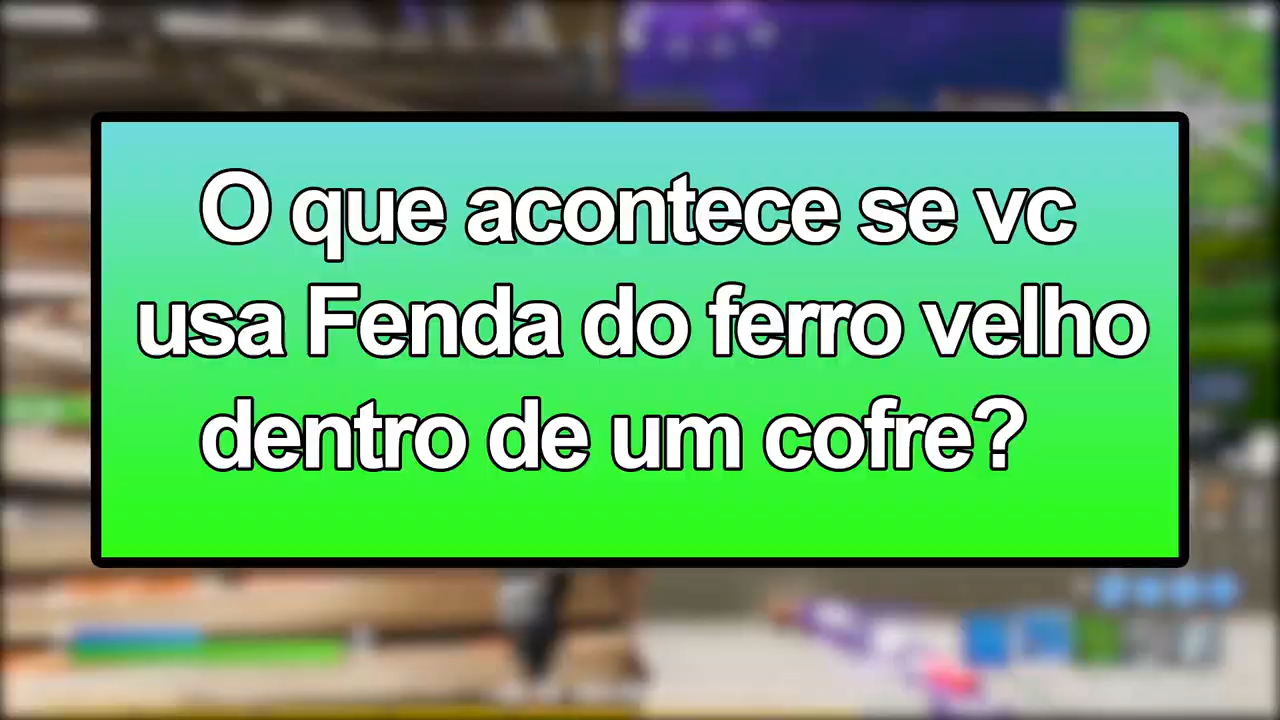 O que acontece se vc
usa Fenda do ferro velho
dentro de um cofre?